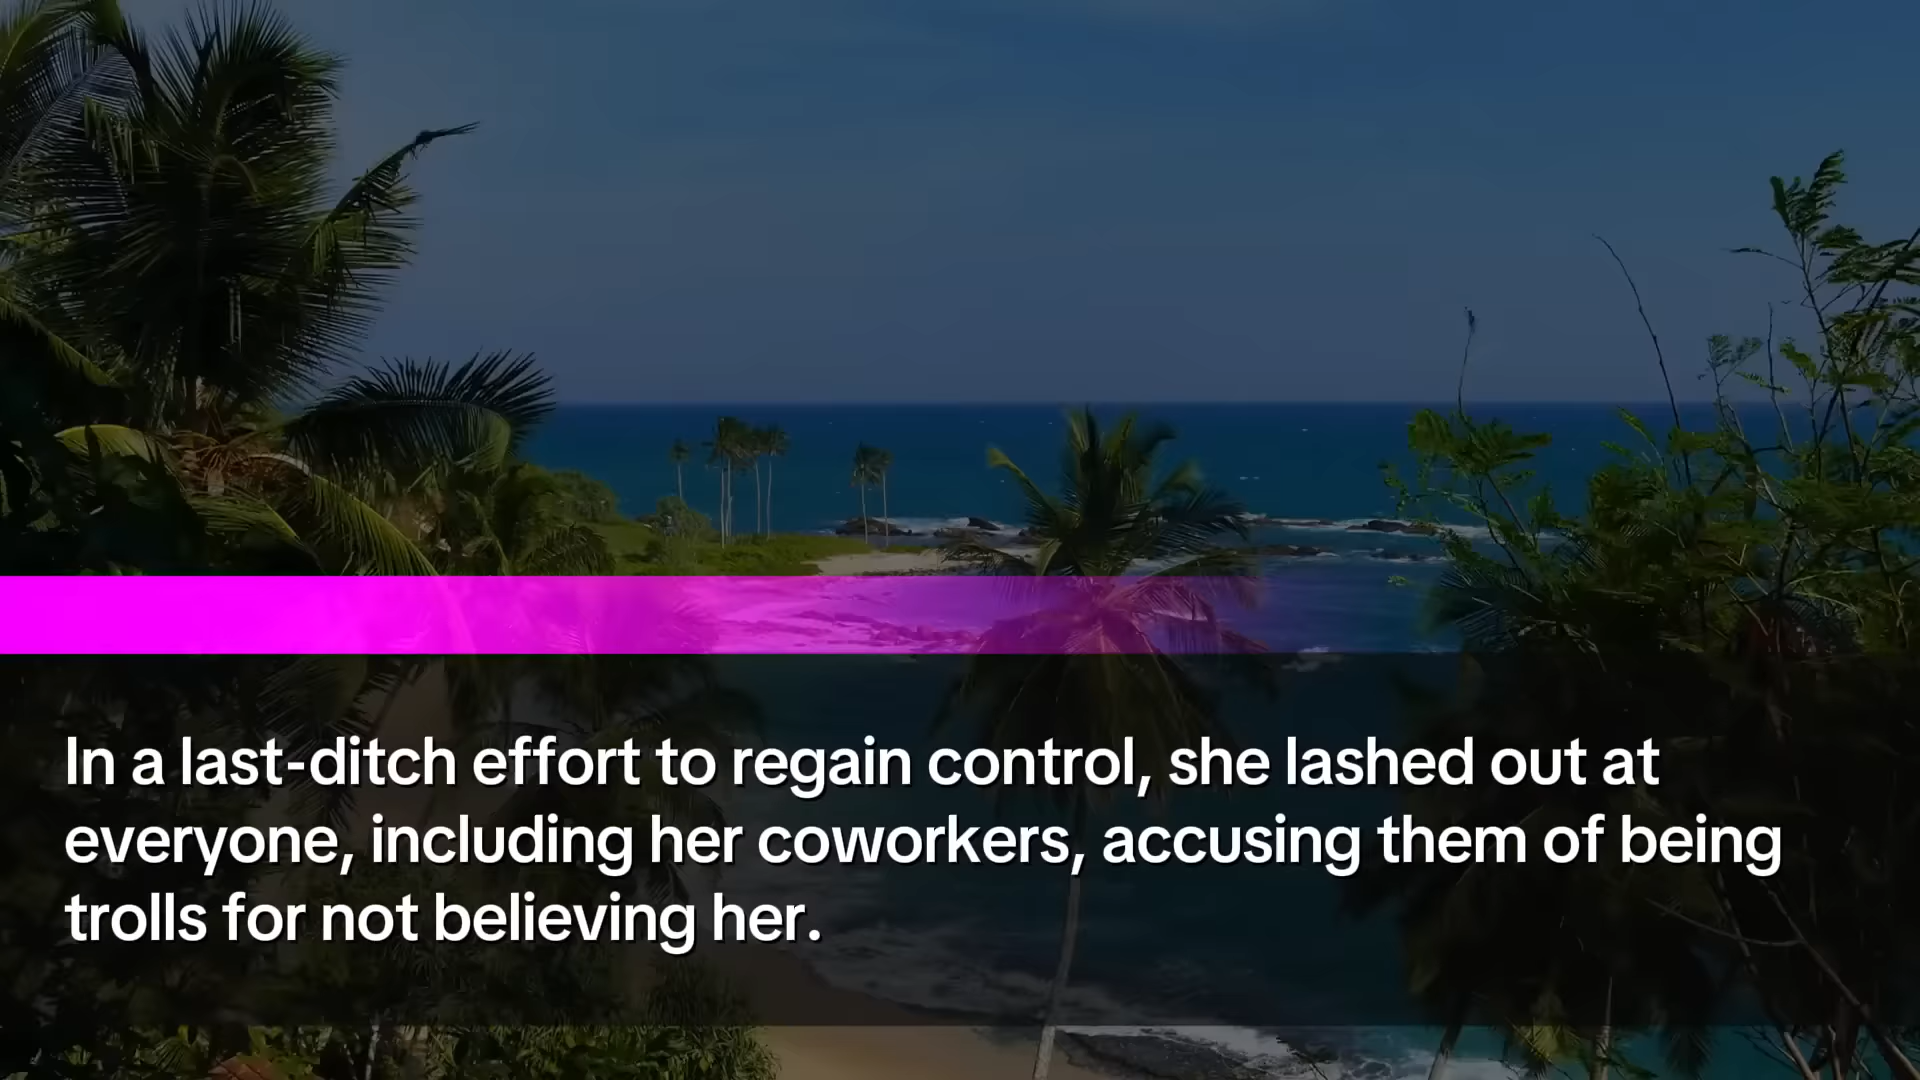 In a last-ditch effort to regain control, she lashed out at
everyone, including her coworkers, accusing them of being
trolls for not believing her.